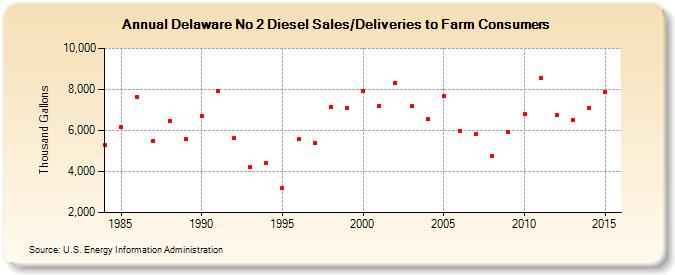 Annual Delaware No 2 Diesel Sales/Deliveries to Farm Consumers
Thousand Gallons
10,000
8,000
6,000
4,000
2,000
1985 1990 1995 2000 2005 2010 2015
Source: U.S. Energy Information Administration